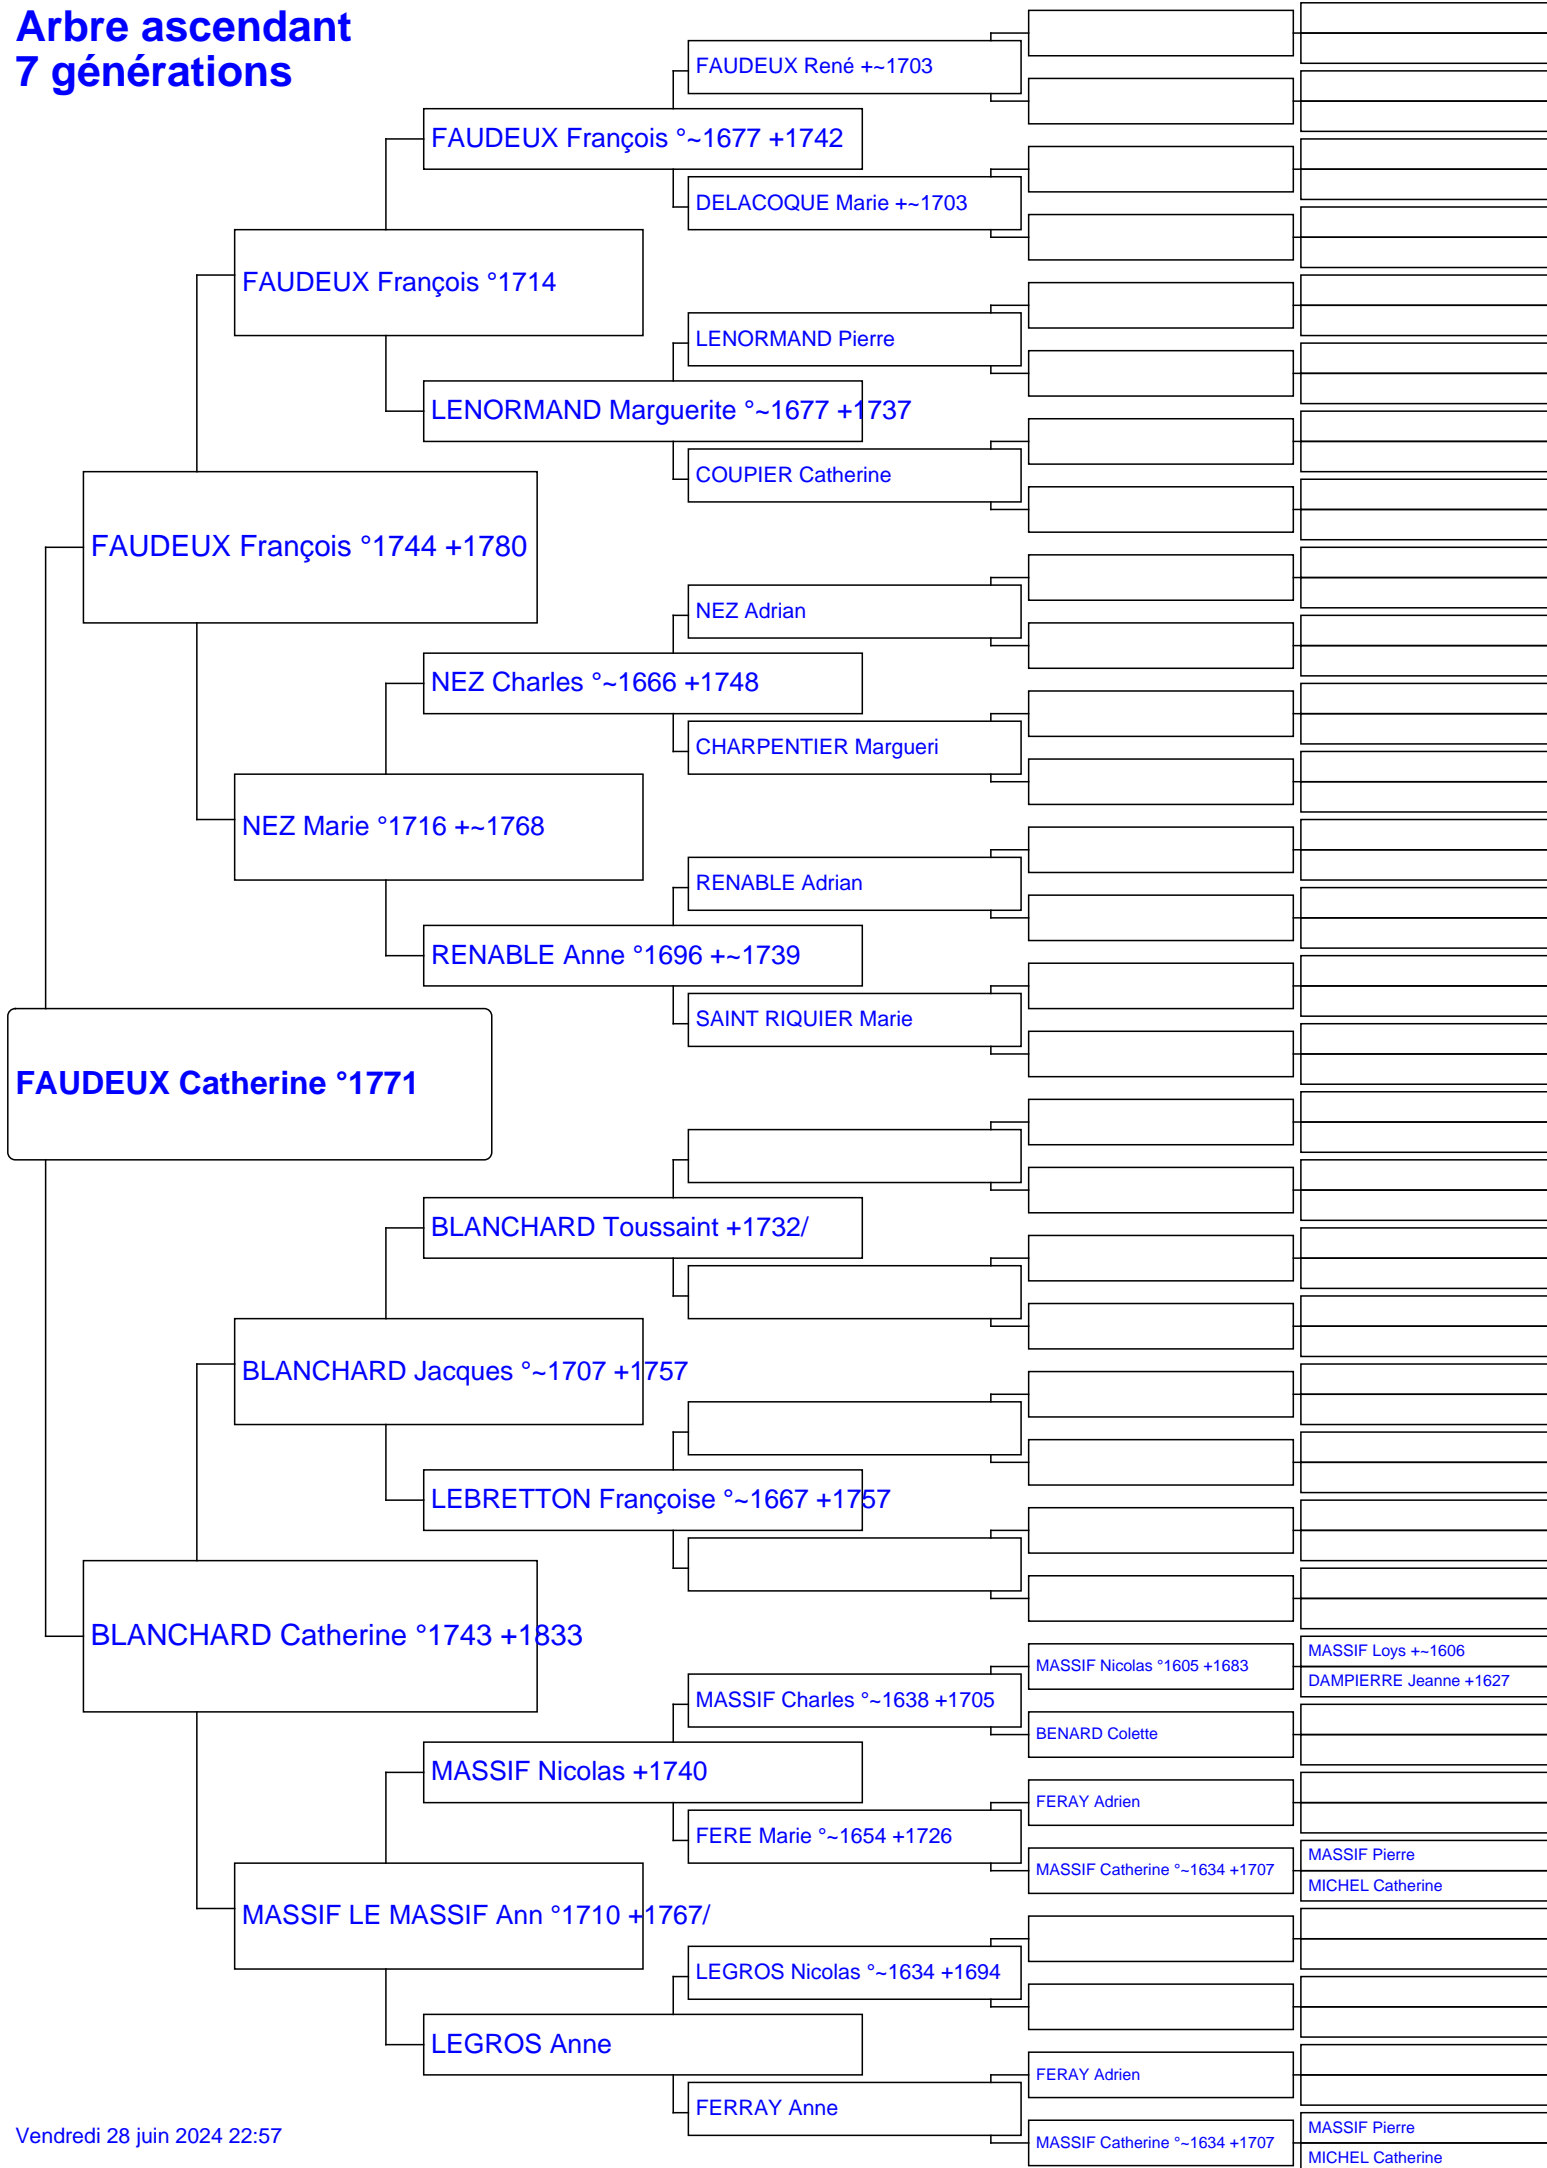 Arbre ascendant
7 générations
FAUDEUX René +~1703
FAUDEUX François °~1677 +1742
DELACOQUE Marie +~1703
FAUDEUX François °1714
LENORMAND Pierre
LENORMAND Marguerite °~1677 +1737
COUPIER Catherine
FAUDEUX François °1744 +1780
NEZ Adrian
NEZ Charles °~1666 +1748
CHARPENTIER Margueri
NEZ Marie °1716 +~1768
RENABLE Adrian
RENABLE Anne °1696 +~1739
SAINT RIQUIER Marie
FAUDEUX Catherine °1771
BLANCHARD Toussaint +1732/
BLANCHARD Jacques °~1707 +1757
LEBRETTON Françoise °~1667 +1757
BLANCHARD Catherine °1743 +1833
MASSIF Loys +~1606
MASSIF Nicolas °1605 +1683
DAMPIERRE Jeanne +1627
MASSIF Charles °~1638 +1705
BENARD Colette
MASSIF Nicolas +1740
FERAY Adrien
FERE Marie °~1654 +1726
MASSIF Pierre
MASSIF Catherine °~1634 +1707
MICHEL Catherine
MASSIF LE MASSIF Ann °1710 +1767/
LEGROS Nicolas °~1634 +1694
LEGROS Anne
FERAY Adrien
FERRAY Anne
MASSIF Pierre
MASSIF Catherine °~1634 +1707
MICHEL Catherine
Vendredi 28 juin 2024 22:57